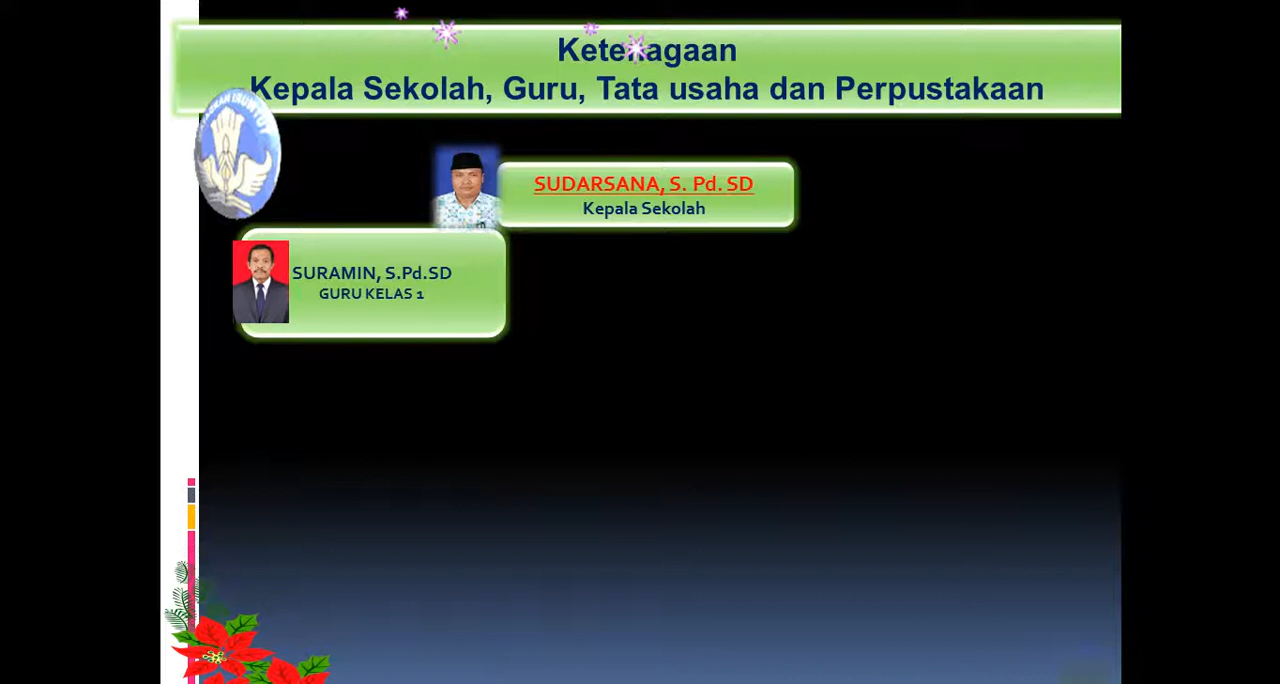 Ketenagaan
Kepala Sekolah, Guru, Tata usaha dan Perpustakaan
SUDARSANA, S. Pd. SD
Kepala Sekolah
SURAMIN, S.Pd.SD
GURU KELAS 1